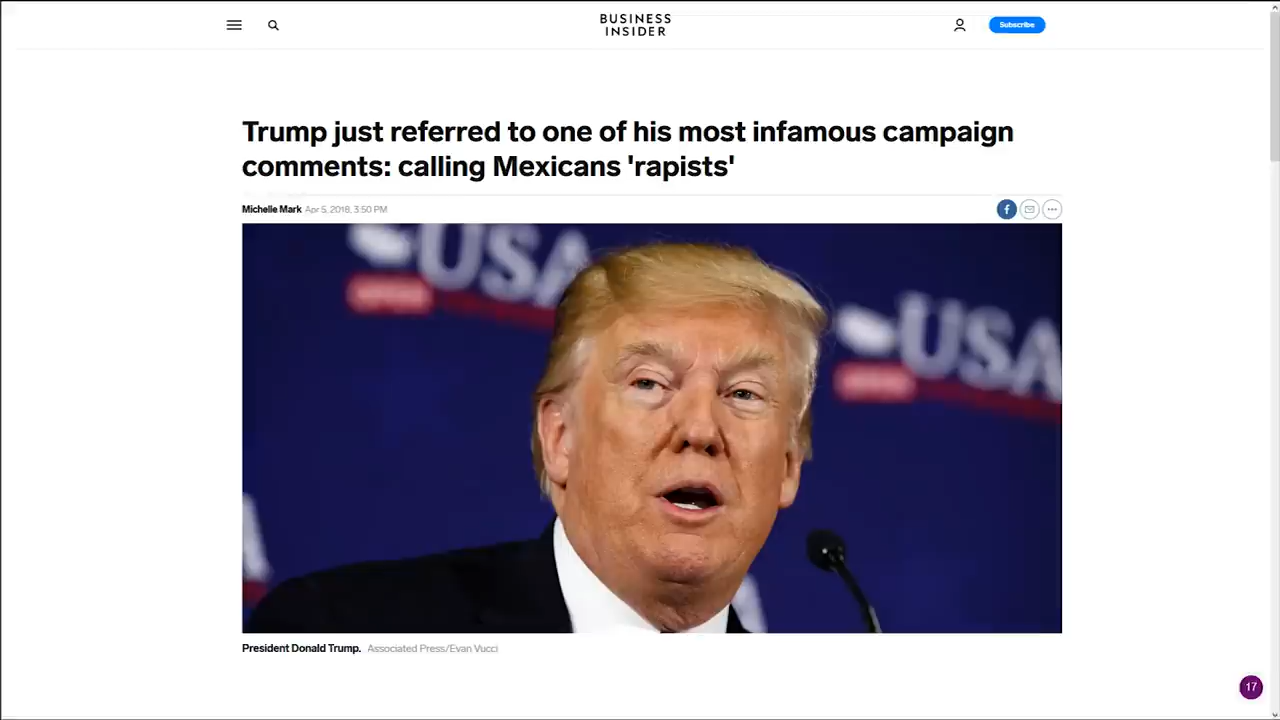 BUSINESS
INSIDER
Subscribe
Trump just referred to one of his most infamous campaign
comments: calling Mexicans 'rapists'
Michelle Mark Apr 5, 2018, 3:50 PM
USA
USA
President Donald Trump. Associated Press/Evan Vucci
17